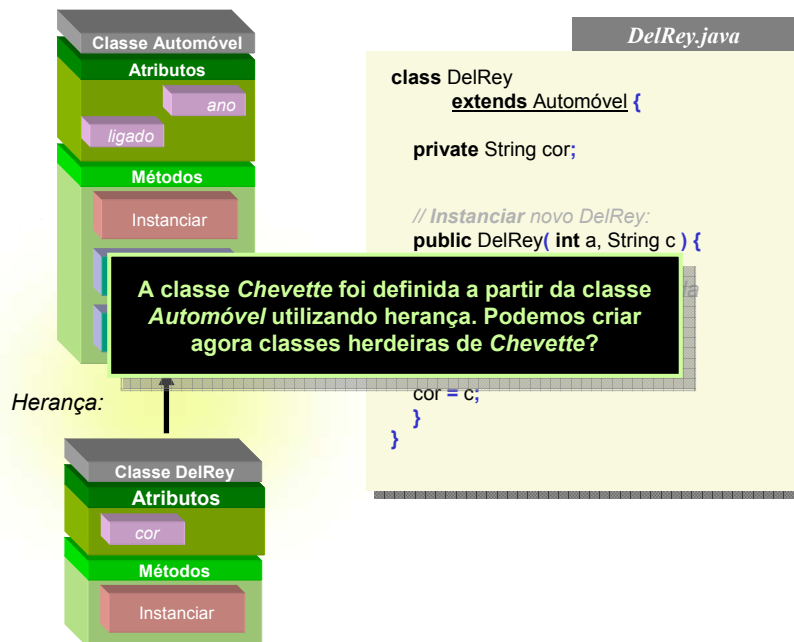 Classe Automóvel
Atributos
ano
ligado
Métodos
Instanciar
Herança:
Classe DelRey
Atributos
cor
Métodos
Instanciar
DelRey.java
class DelRey
extends Automóvel {
private String cor;
// Instanciar novo DelRey:
public DelRey( int a, String c ) {
A classe Chevette foi definida a partir da classe
Automóvel utilizando herança. Podemos criar
agora classes herdeiras de Chevette?
cor = c;
}
}